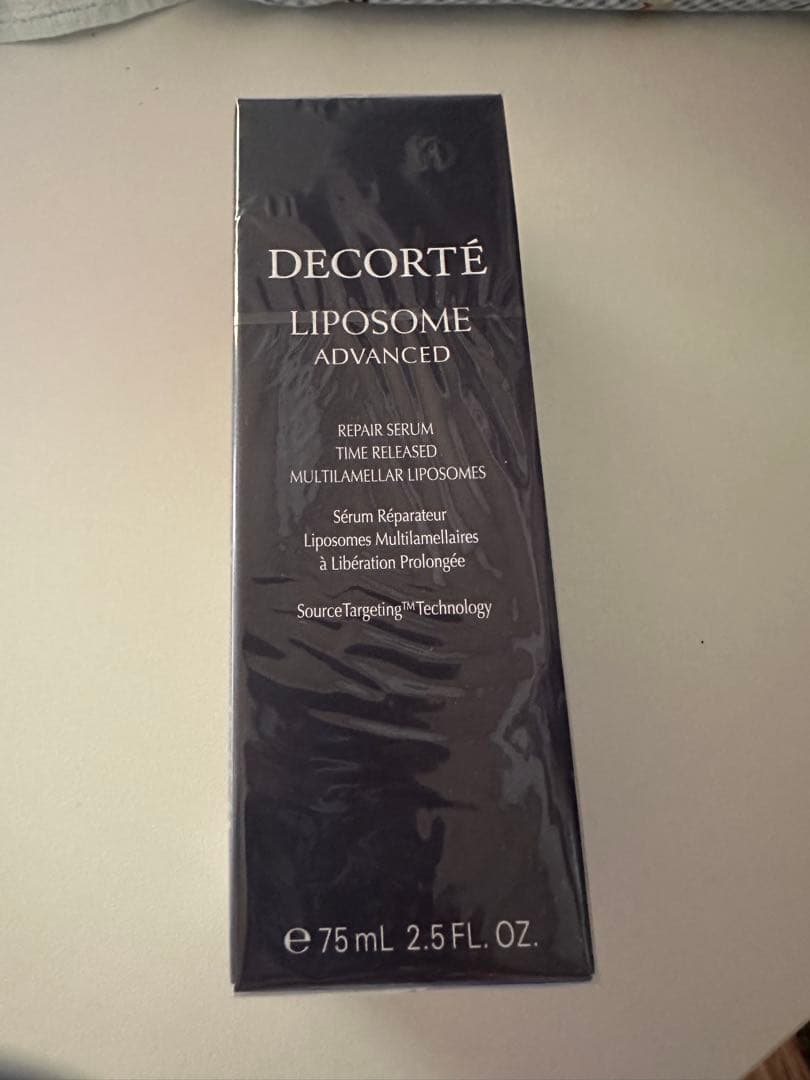 DECORTÉ
LIPOSOME
ADVANCED
REPAIR SERUM
TIME RELEASED
MULTILAMELLAR LIPOSOMES
Sérum Réparateur
Liposomes Multilamellaires
à Libération Prolongée
SourceTargeting™Technology
℮ 75 mL 2.5 FL. OZ.